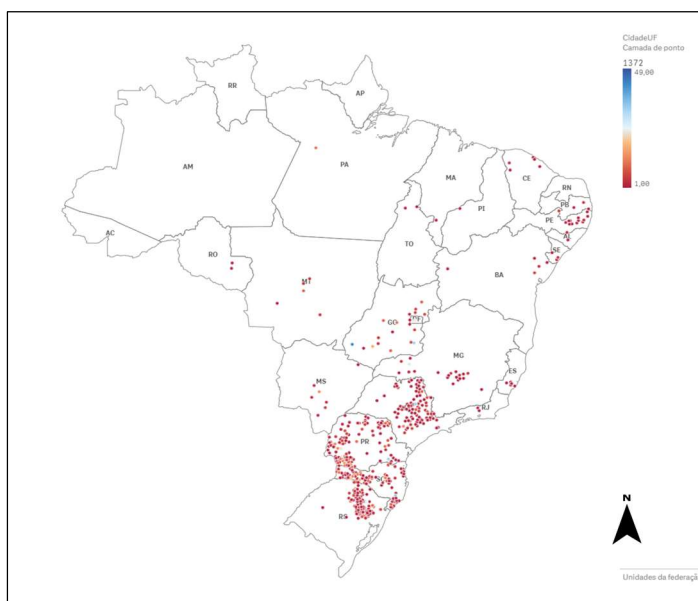 CidadeUF
Camada de ponto
1372
49,00
1,00
RR
AP
AM
PA
MA
CE
RN
PB
PI
PE
AL
AC
TO
SE
RO
BA
MT
GO
DF
MG
MS
ES
RJ
PR
SC
RS
N
Unidades da federaçã